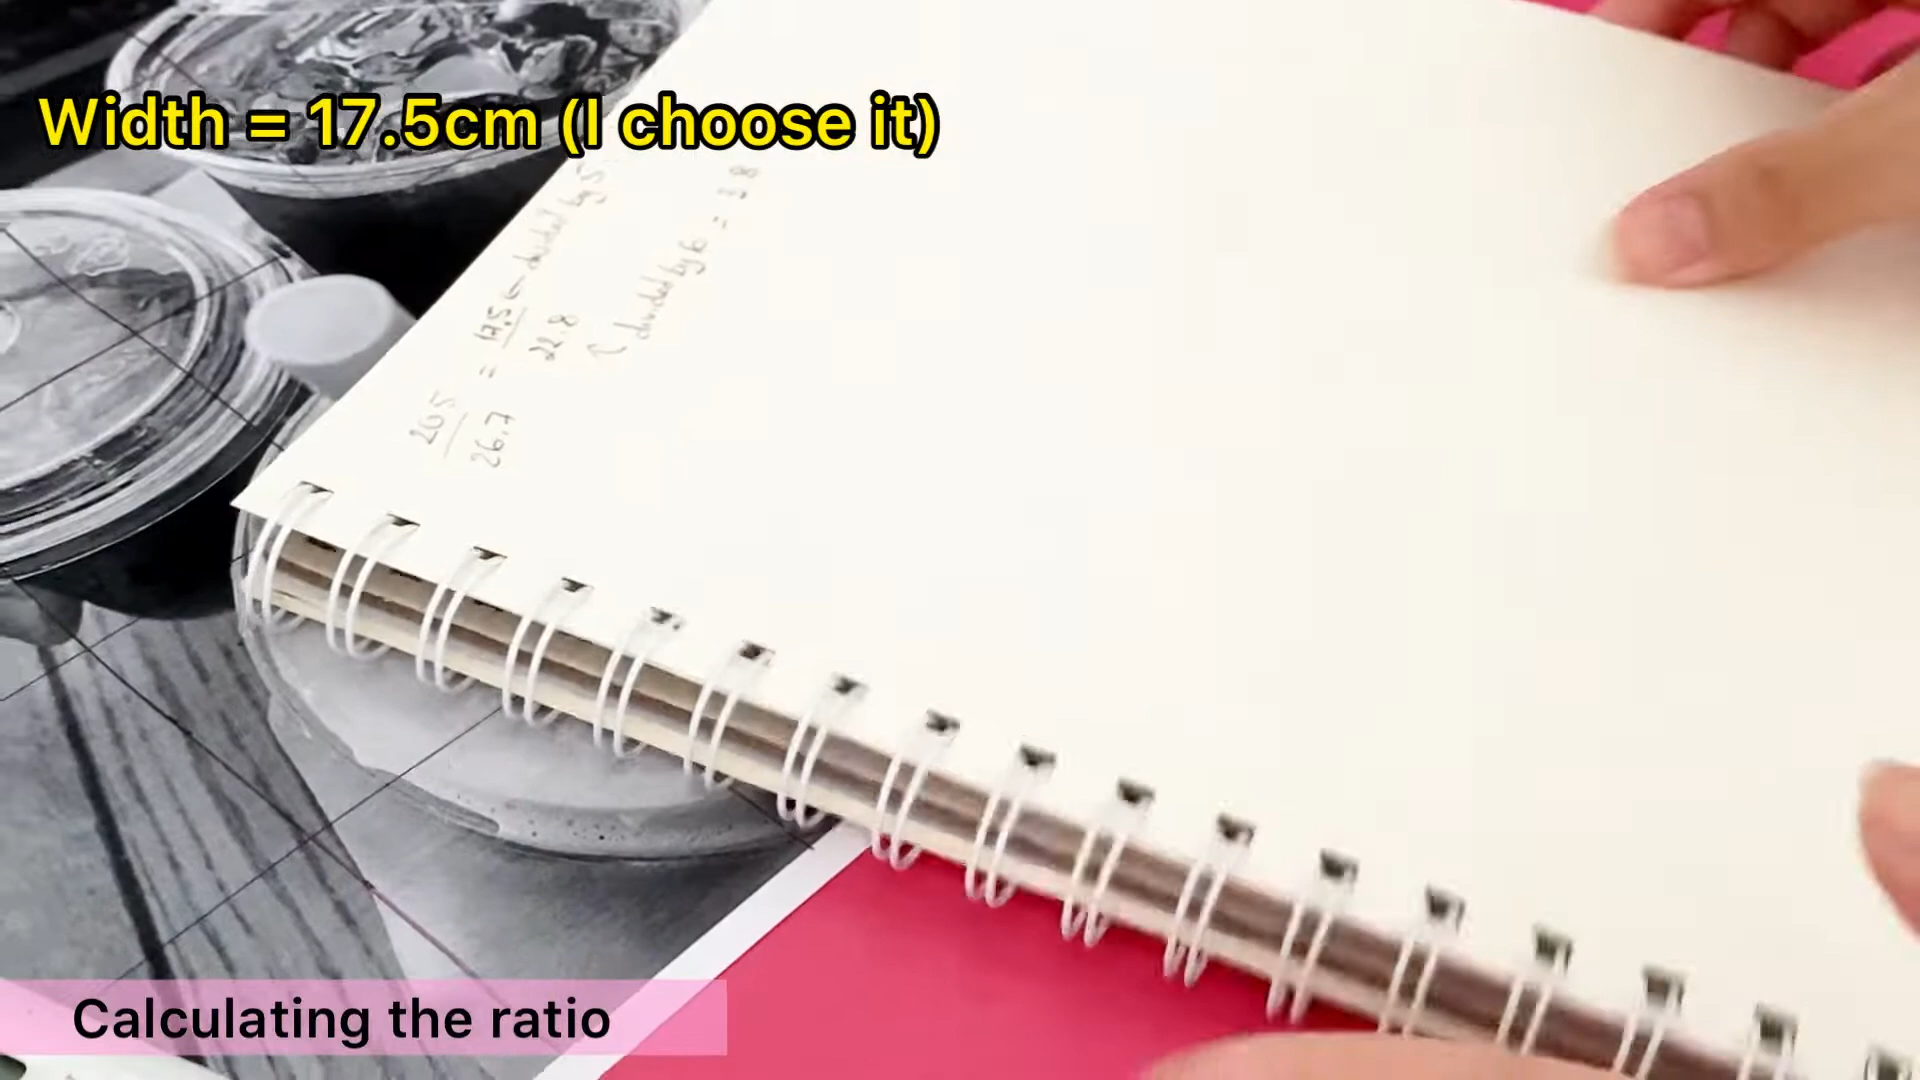 Width = 17.5cm (I choose it)
20.5 = 17.5 ← divided by 5
26.7 22.8
↑ divided by 6 = 3.8
Calculating the ratio